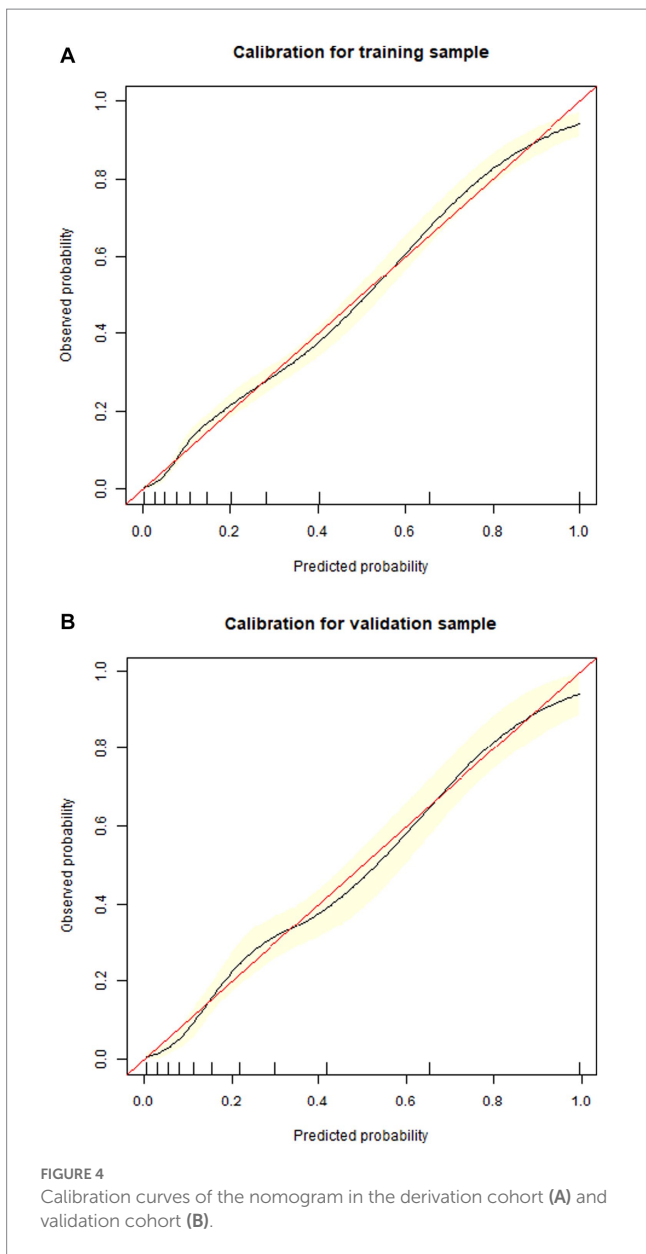 A
Calibration for training sample
Observed probability
1.0
0.8
0.6
0.4
0.2
0.0
0.0 0.2 0.4 0.6 0.8 1.0
Predicted probability
B
Calibration for validation sample
Observed probability
1.0
0.8
0.6
0.4
0.2
0.0
0.0 0.2 0.4 0.6 0.8 1.0
Predicted probability
FIGURE 4
Calibration curves of the nomogram in the derivation cohort (A) and
validation cohort (B).